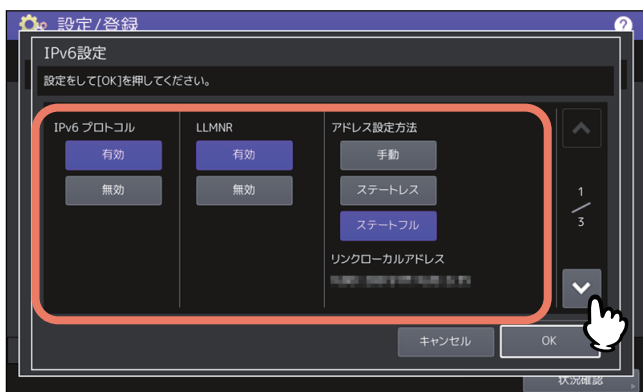 設定/登録
?
IPv6設定
設定をして[OK]を押してください。
IPv6 プロトコル
有効
無効
LLMNR
有効
無効
アドレス設定方法
手動
ステートレス
ステートフル
リンクローカルアドレス
1
3
キャンセル
OK
状況確認